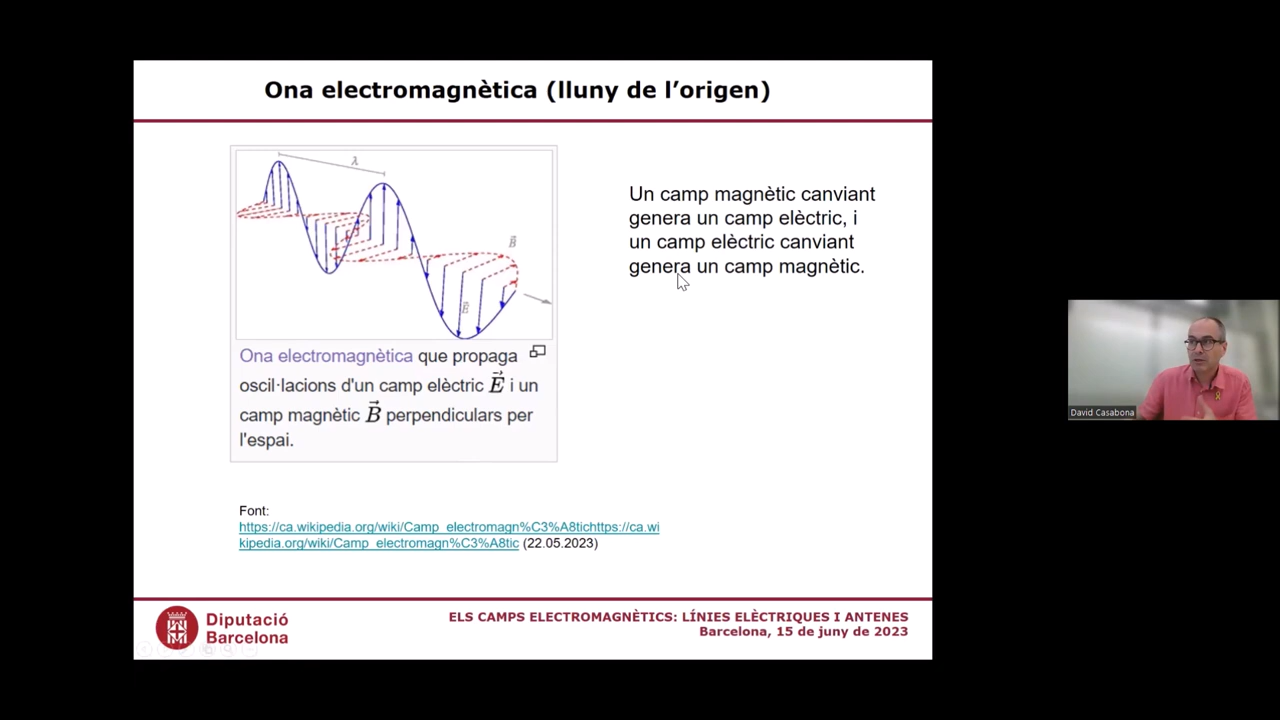 Ona electromagnètica (lluny de l’origen)
λ
B
E
Ona electromagnètica que propaga
oscil·lacions d'un camp elèctric E i un
camp magnètic B perpendiculars per
l'espai.
Un camp magnètic canviant
genera un camp elèctric, i
un camp elèctric canviant
genera un camp magnètic.
Font:
https://ca.wikipedia.org/wiki/Camp_electromagn%C3%A8tichttps://ca.wi
kipedia.org/wiki/Camp_electromagn%C3%A8tic (22.05.2023)
Diputació
Barcelona
ELS CAMPS ELECTROMAGNÈTICS: LÍNIES ELÈCTRIQUES I ANTENES
Barcelona, 15 de juny de 2023
David Casabona